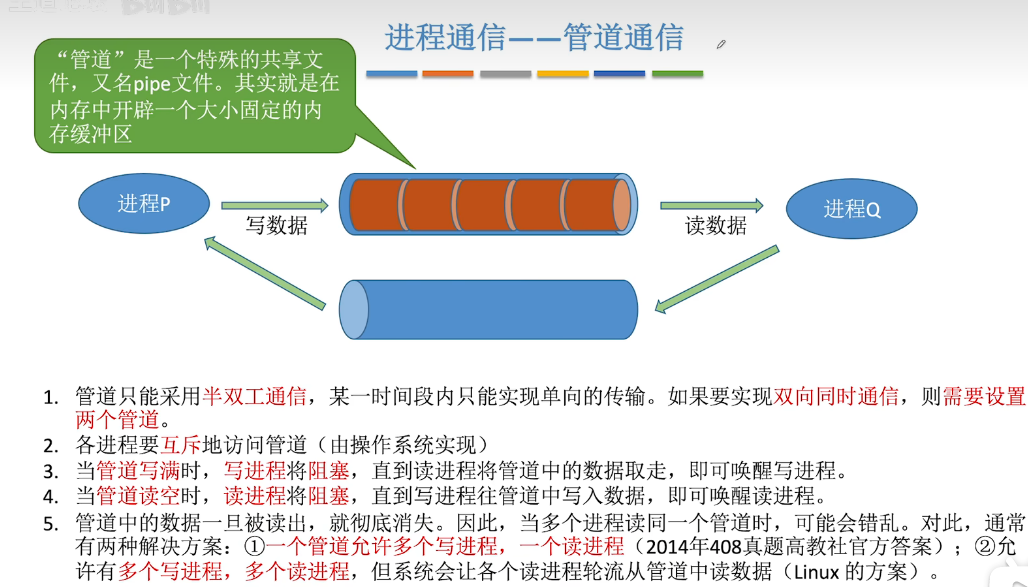 进程通信——管道通信
“管道”是一个特殊的共享文
件，又名pipe文件。其实就是在
内存中开辟一个大小固定的内
存缓冲区
进程P
写数据
读数据
进程Q
1. 管道只能采用半双工通信，某一时间段内只能实现单向的传输。如果要实现双向同时通信，则需要设置
两个管道。
2. 各进程要互斥地访问管道（由操作系统实现）
3. 当管道写满时，写进程将阻塞，直到读进程将管道中的数据取走，即可唤醒写进程。
4. 当管道读空时，读进程将阻塞，直到写进程往管道中写入数据，即可唤醒读进程。
5. 管道中的数据一旦被读出，就彻底消失。因此，当多个进程读同一个管道时，可能会错乱。对此，通常
有两种解决方案：①一个管道允许多个写进程，一个读进程（2014年408真题高教社官方答案）；②允
许有多个写进程，多个读进程，但系统会让各个读进程轮流从管道中读数据（Linux 的方案）。